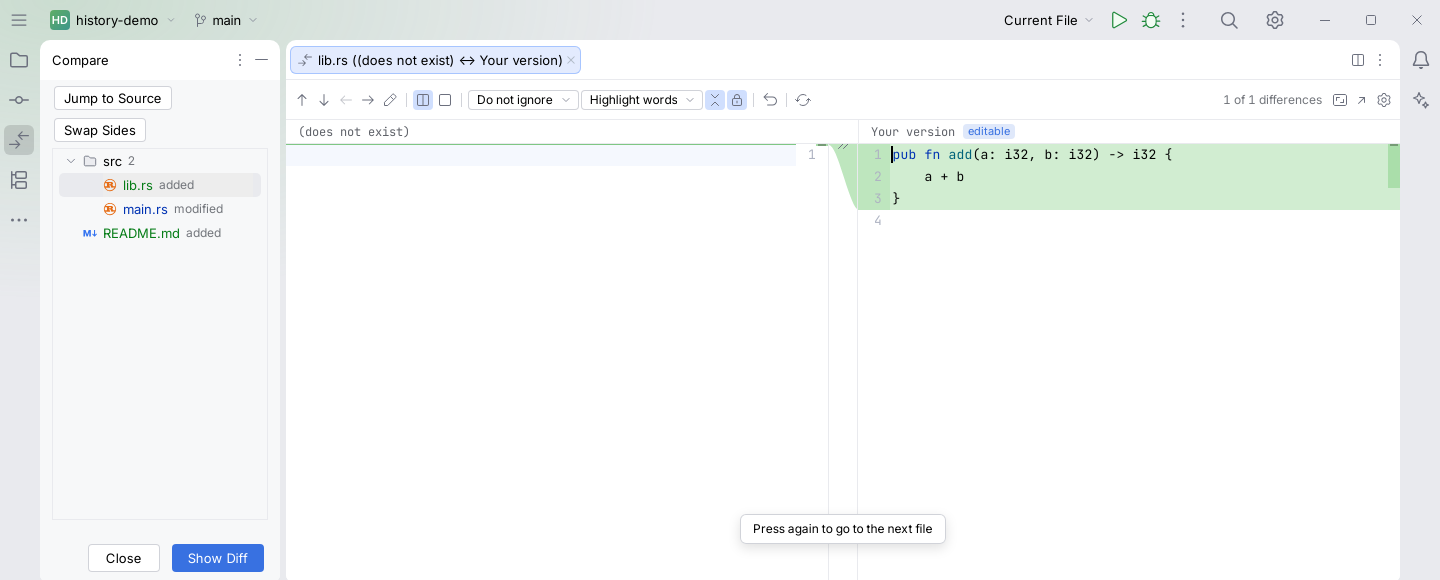 HD history-demo main Current File
Compare
lib.rs ((does not exist) ↔ Your version)
Jump to Source
Do not ignore Highlight words 1 of 1 differences
Swap Sides
(does not exist) Your version editable
src 2
lib.rs added
main.rs modified
M↓ README.md added
1
1 pub fn add(a: i32, b: i32) -> i32 {
2 a + b
3 }
4
Press again to go to the next file
Close Show Diff